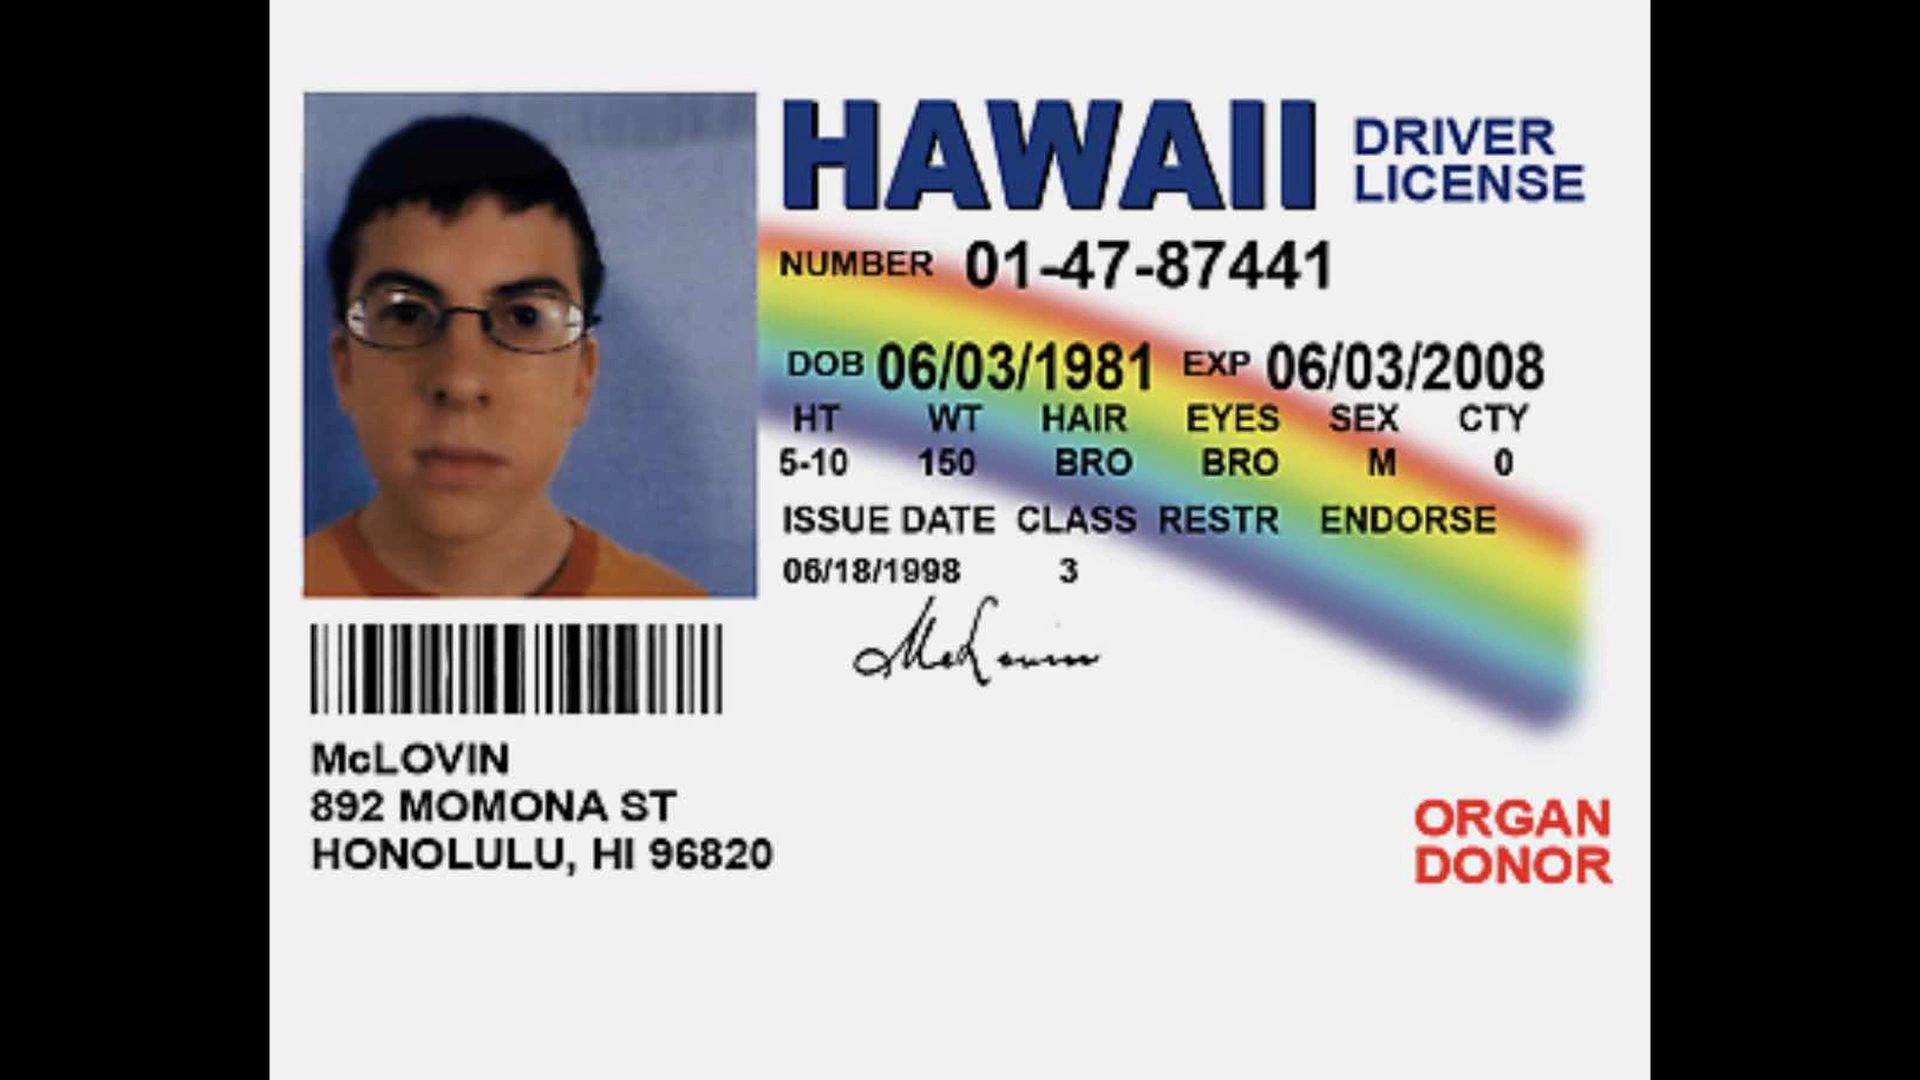 HAWAII DRIVER LICENSE
NUMBER 01-47-87441
DOB 06/03/1981 EXP 06/03/2008
HT WT HAIR EYES SEX CTY
5-10 150 BRO BRO M 0
ISSUE DATE CLASS RESTR ENDORSE
06/18/1998 3
McLovin
McLOVIN
892 MOMONA ST
HONOLULU, HI 96820
ORGAN
DONOR